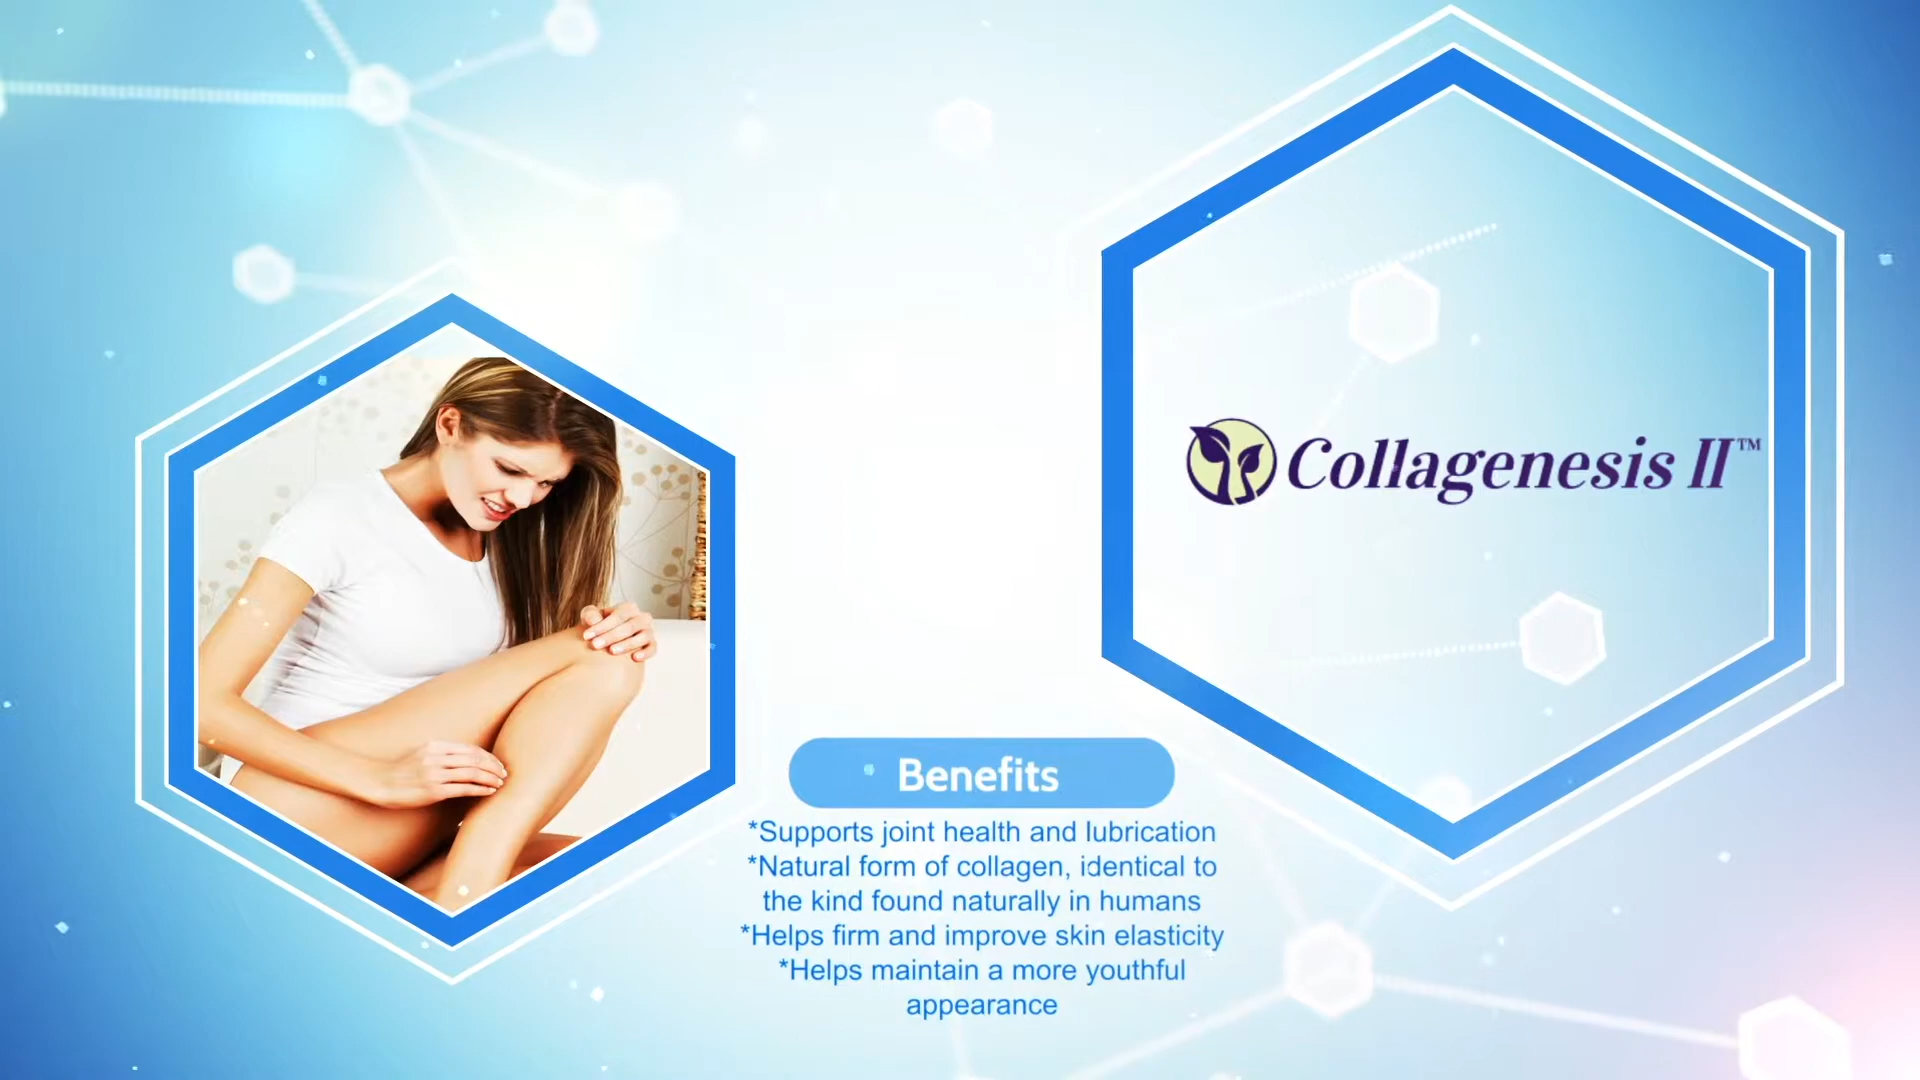 Collagenesis II™
Benefits
*Supports joint health and lubrication
*Natural form of collagen, identical to
the kind found naturally in humans
*Helps firm and improve skin elasticity
*Helps maintain a more youthful
appearance